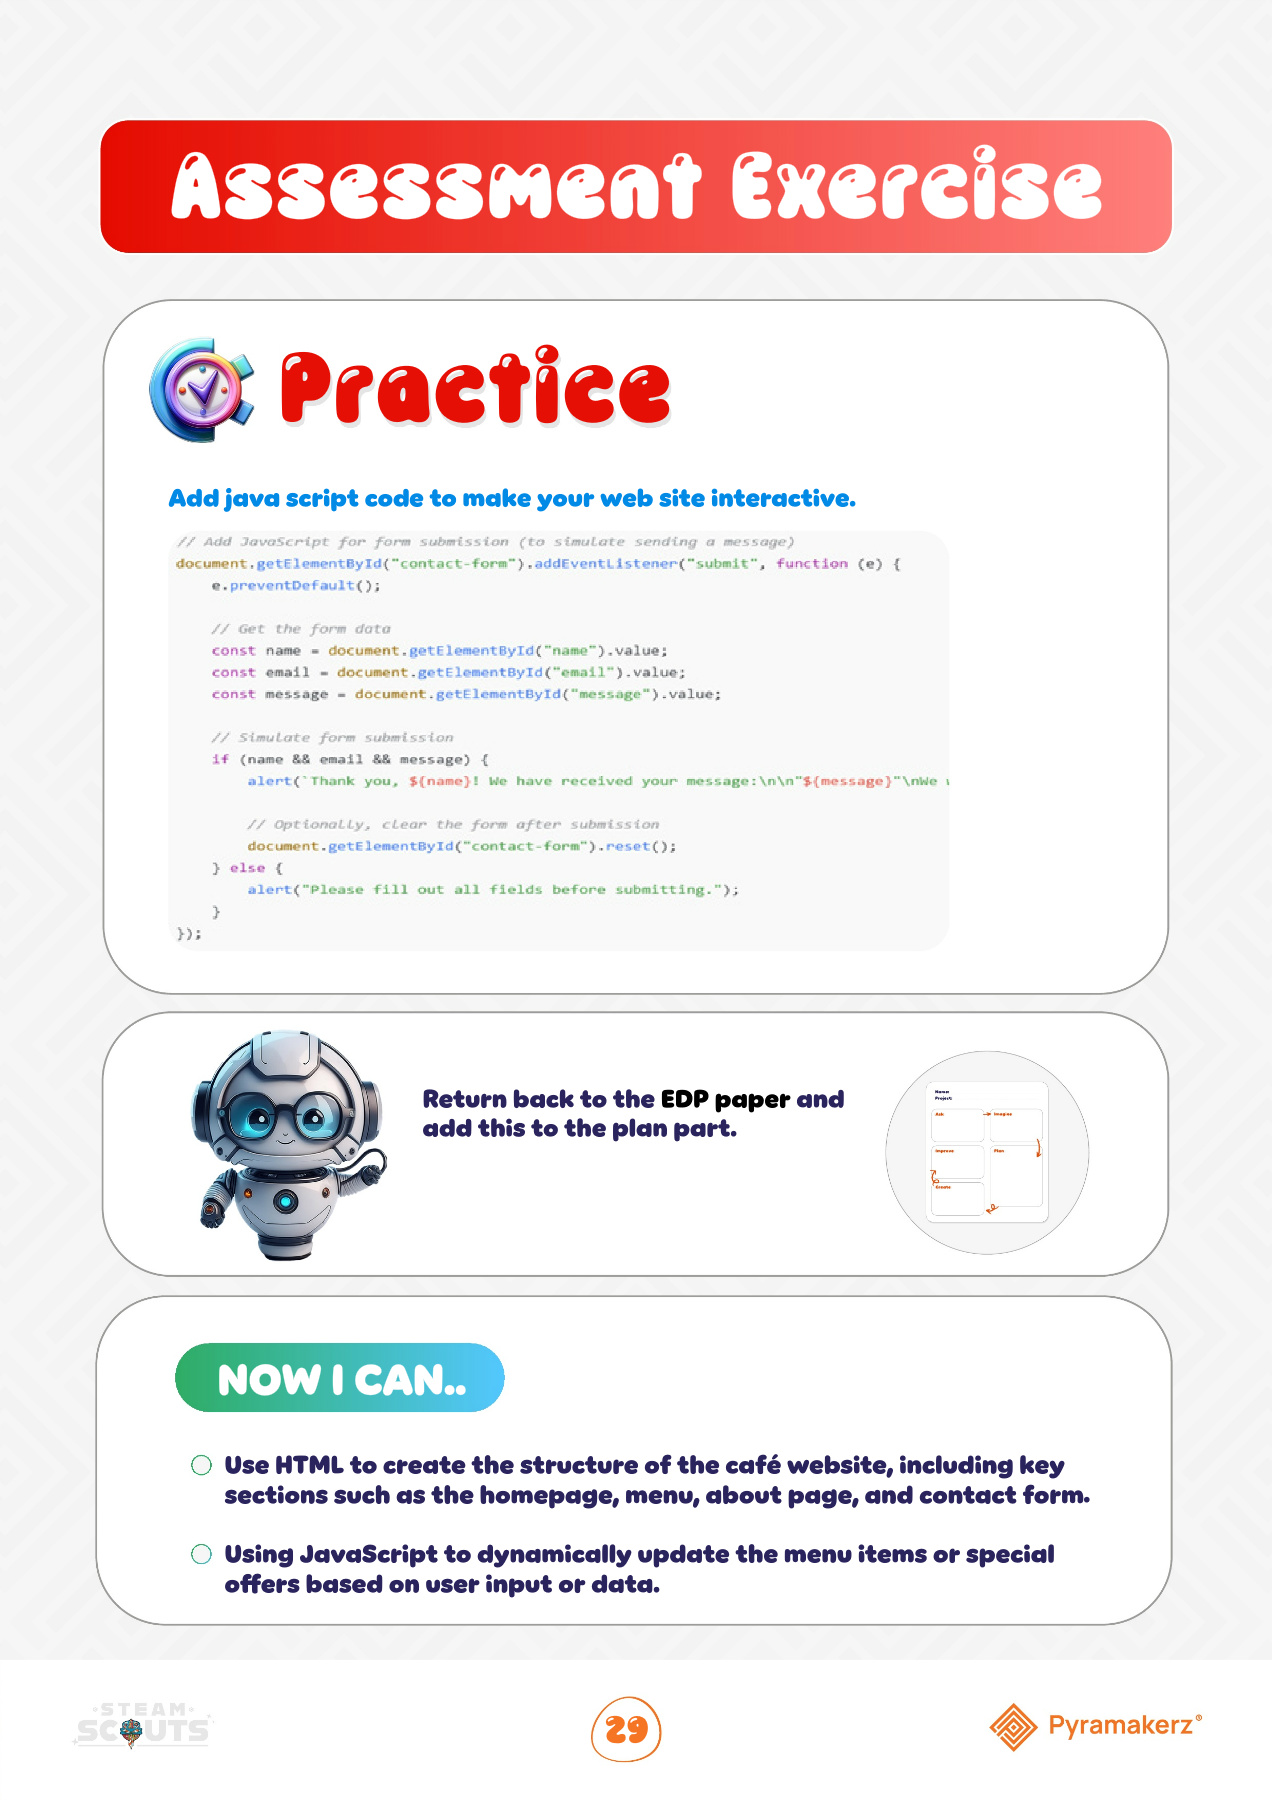 Assessment Exercise
Practice
Add java script code to make your web site interactive.
// Add JavaScript for form submission (to simulate sending a message)
document.getElementById("contact-form").addEventListener("submit", function (e) {
e.preventDefault();
// Get the form data
const name = document.getElementById("name").value;
const email = document.getElementById("email").value;
const message = document.getElementById("message").value;
// Simulate form submission
if (name && email && message) {
alert(`Thank you, ${name}! We have received your message:\n\n"${message}"\nWe
// Optionally, clear the form after submission
document.getElementById("contact-form").reset();
} else {
alert("Please fill out all fields before submitting.");
}
});
Return back to the EDP paper and
add this to the plan part.
Name:
Project:
Ask
Imagine
Improve
Plan
Create
NOW I CAN..
Use HTML to create the structure of the café website, including key
sections such as the homepage, menu, about page, and contact form.
Using JavaScript to dynamically update the menu items or special
offers based on user input or data.
STEAM
SCOUTS
29
Pyramakerz®